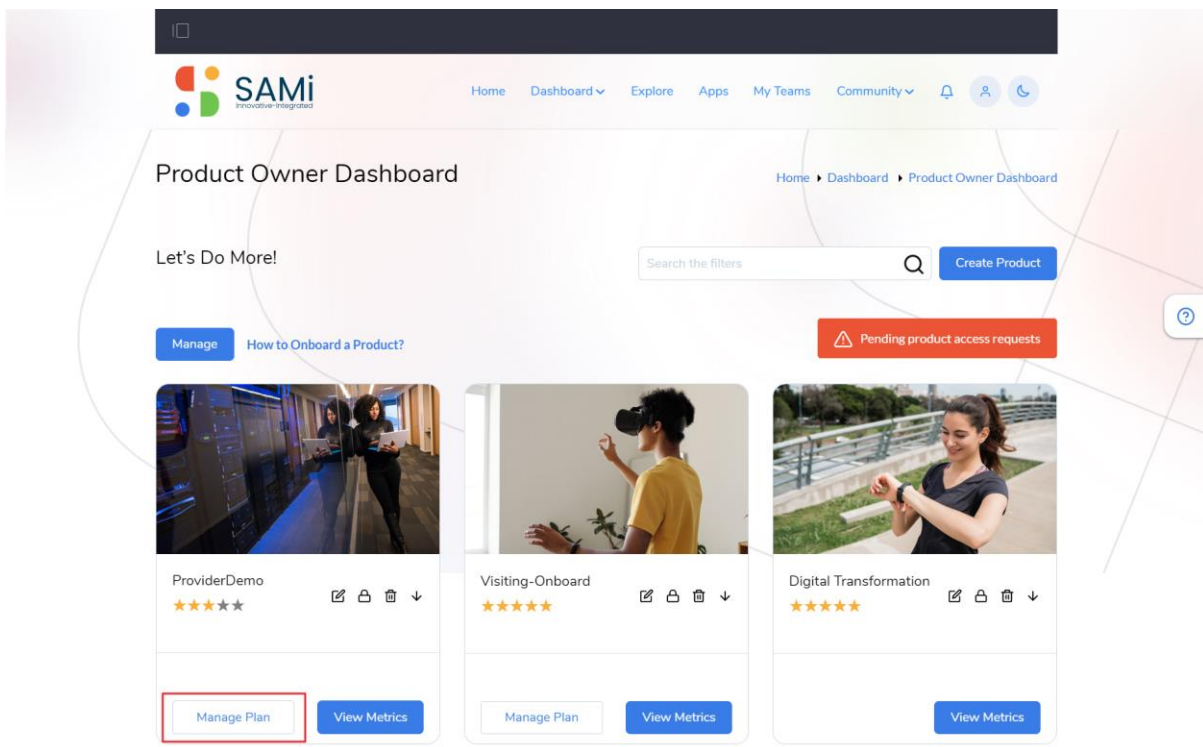 SAMi
Innovative-Integrated
Home Dashboard Explore Apps My Teams Community
Product Owner Dashboard
Home Dashboard Product Owner Dashboard
Let's Do More!
Search the filters
Create Product
Manage
How to Onboard a Product?
Pending product access requests
ProviderDemo
Visiting-Onboard
Digital Transformation
Manage Plan
View Metrics
Manage Plan
View Metrics
View Metrics